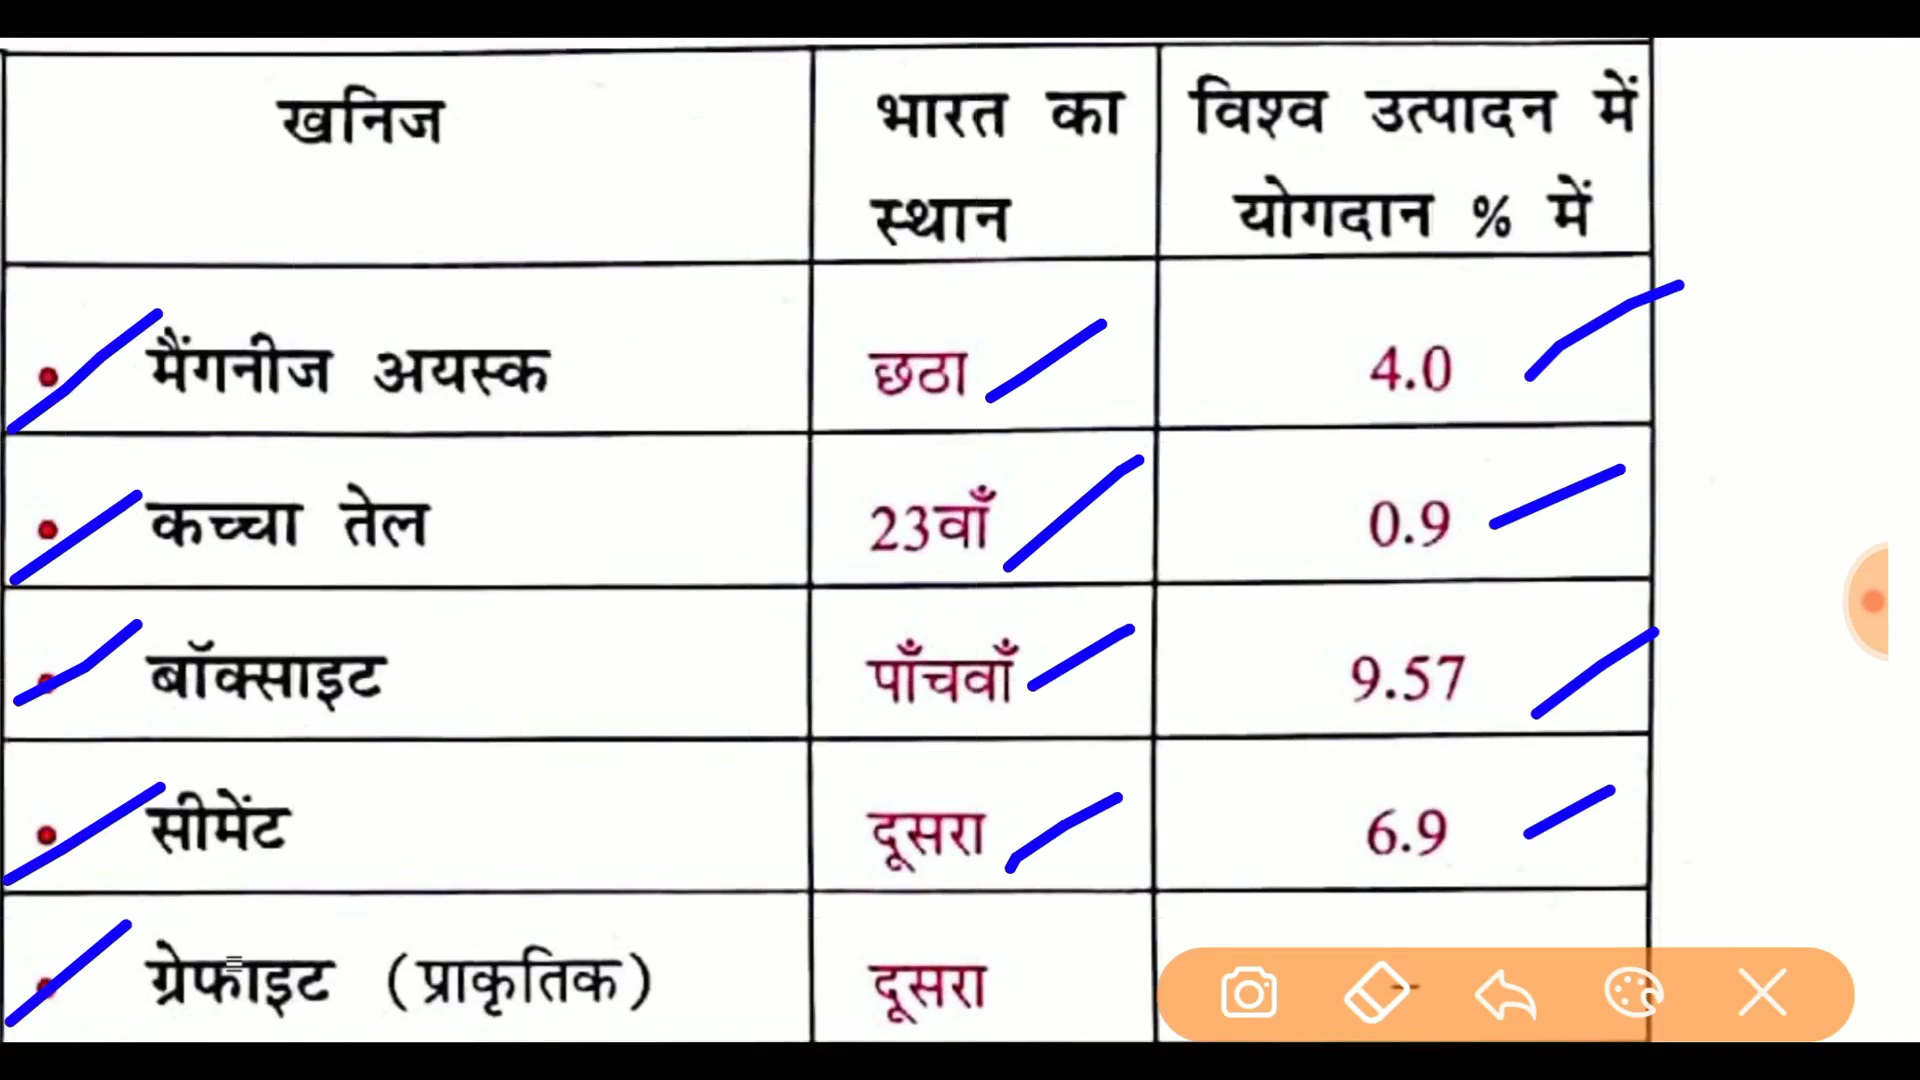 खनिज भारत का विश्व उत्पादन में
स्थान योगदान % में
• मैंगनीज अयस्क छठा 4.0
• कच्चा तेल 23वाँ 0.9
• बॉक्साइट पाँचवाँ 9.57
• सीमेंट दूसरा 6.9
• ग्रेफाइट (प्राकृतिक) दूसरा –